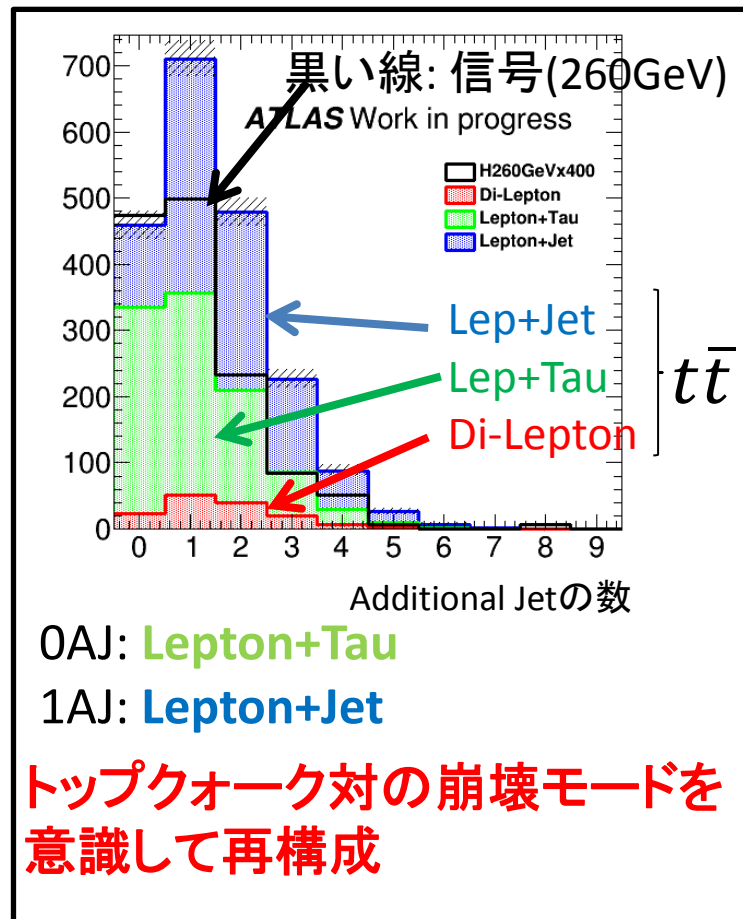 700
600
500
400
300
200
100
0
黒い線: 信号(260GeV)
ATLAS Work in progress
H260GeVx400
Di-Lepton
Lepton+Tau
Lepton+Jet
Lep+Jet
Lep+Tau
Di-Lepton
tt̅
0 1 2 3 4 5 6 7 8 9
Additional Jetの数
0AJ: Lepton+Tau
1AJ: Lepton+Jet
トップクォーク対の崩壊モードを
意識して再構成